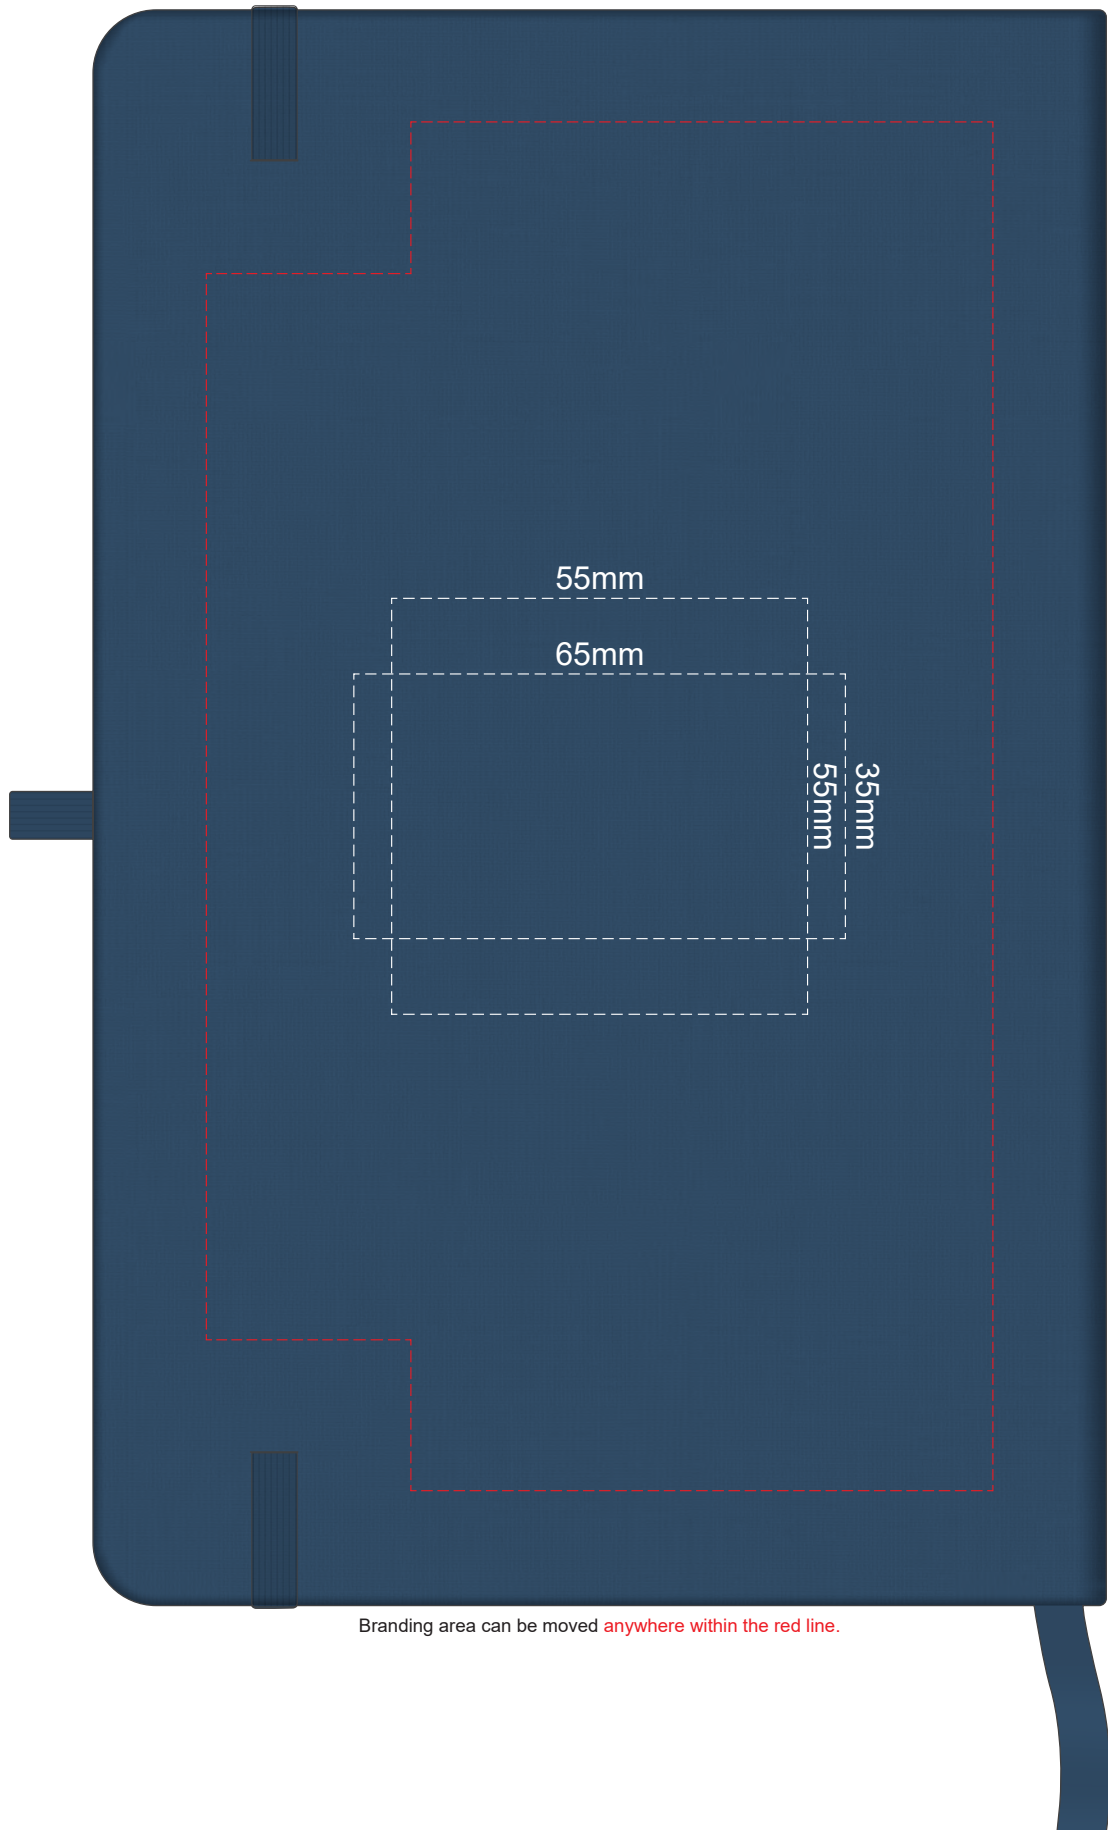 55mm
65mm
55mm
35mm
Branding area can be moved anywhere within the red line.